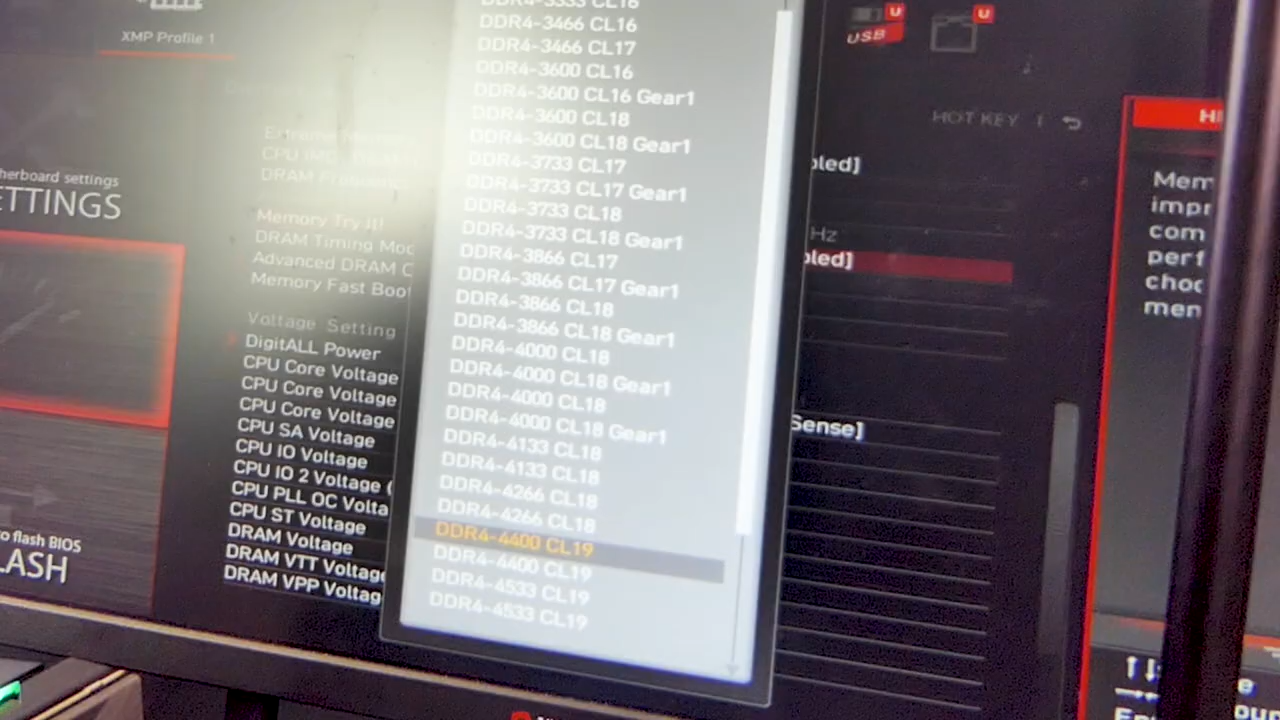 XMP Profile 1
U
USB
U
HOT KEY
herboard settings
ETTINGS
o flash BIOS
LASH
DRAM Frequenc
Memory Try It!
DRAM Timing Mod
Advanced DRAM C
Memory Fast Boot
Voltage Setting
DigitALL Power
CPU Core Voltage
CPU Core Voltage
CPU Core Voltage
CPU SA Voltage
CPU IO Voltage
CPU IO 2 Voltage (
CPU PLL OC Volta
CPU ST Voltage
DRAM Voltage
DRAM VTT Voltage
DRAM VPP Voltag
DDR4-3333 CL16
DDR4-3466 CL16
DDR4-3466 CL17
DDR4-3600 CL16
DDR4-3600 CL16 Gear1
DDR4-3600 CL18
DDR4-3600 CL18 Gear1
DDR4-3733 CL17
DDR4-3733 CL17 Gear1
DDR4-3733 CL18
DDR4-3733 CL18 Gear1
DDR4-3866 CL17
DDR4-3866 CL17 Gear1
DDR4-3866 CL18
DDR4-3866 CL18 Gear1
DDR4-4000 CL18
DDR4-4000 CL18 Gear1
DDR4-4000 CL18
DDR4-4000 CL18 Gear1
DDR4-4133 CL18
DDR4-4133 CL18
DDR4-4266 CL18
DDR4-4266 CL18
DDR4-4400 CL19
DDR4-4400 CL19
DDR4-4533 CL19
DDR4-4533 CL19
bled]
Hz
bled]
Sense]
HE
Mem
impr
com
perf
choo
men